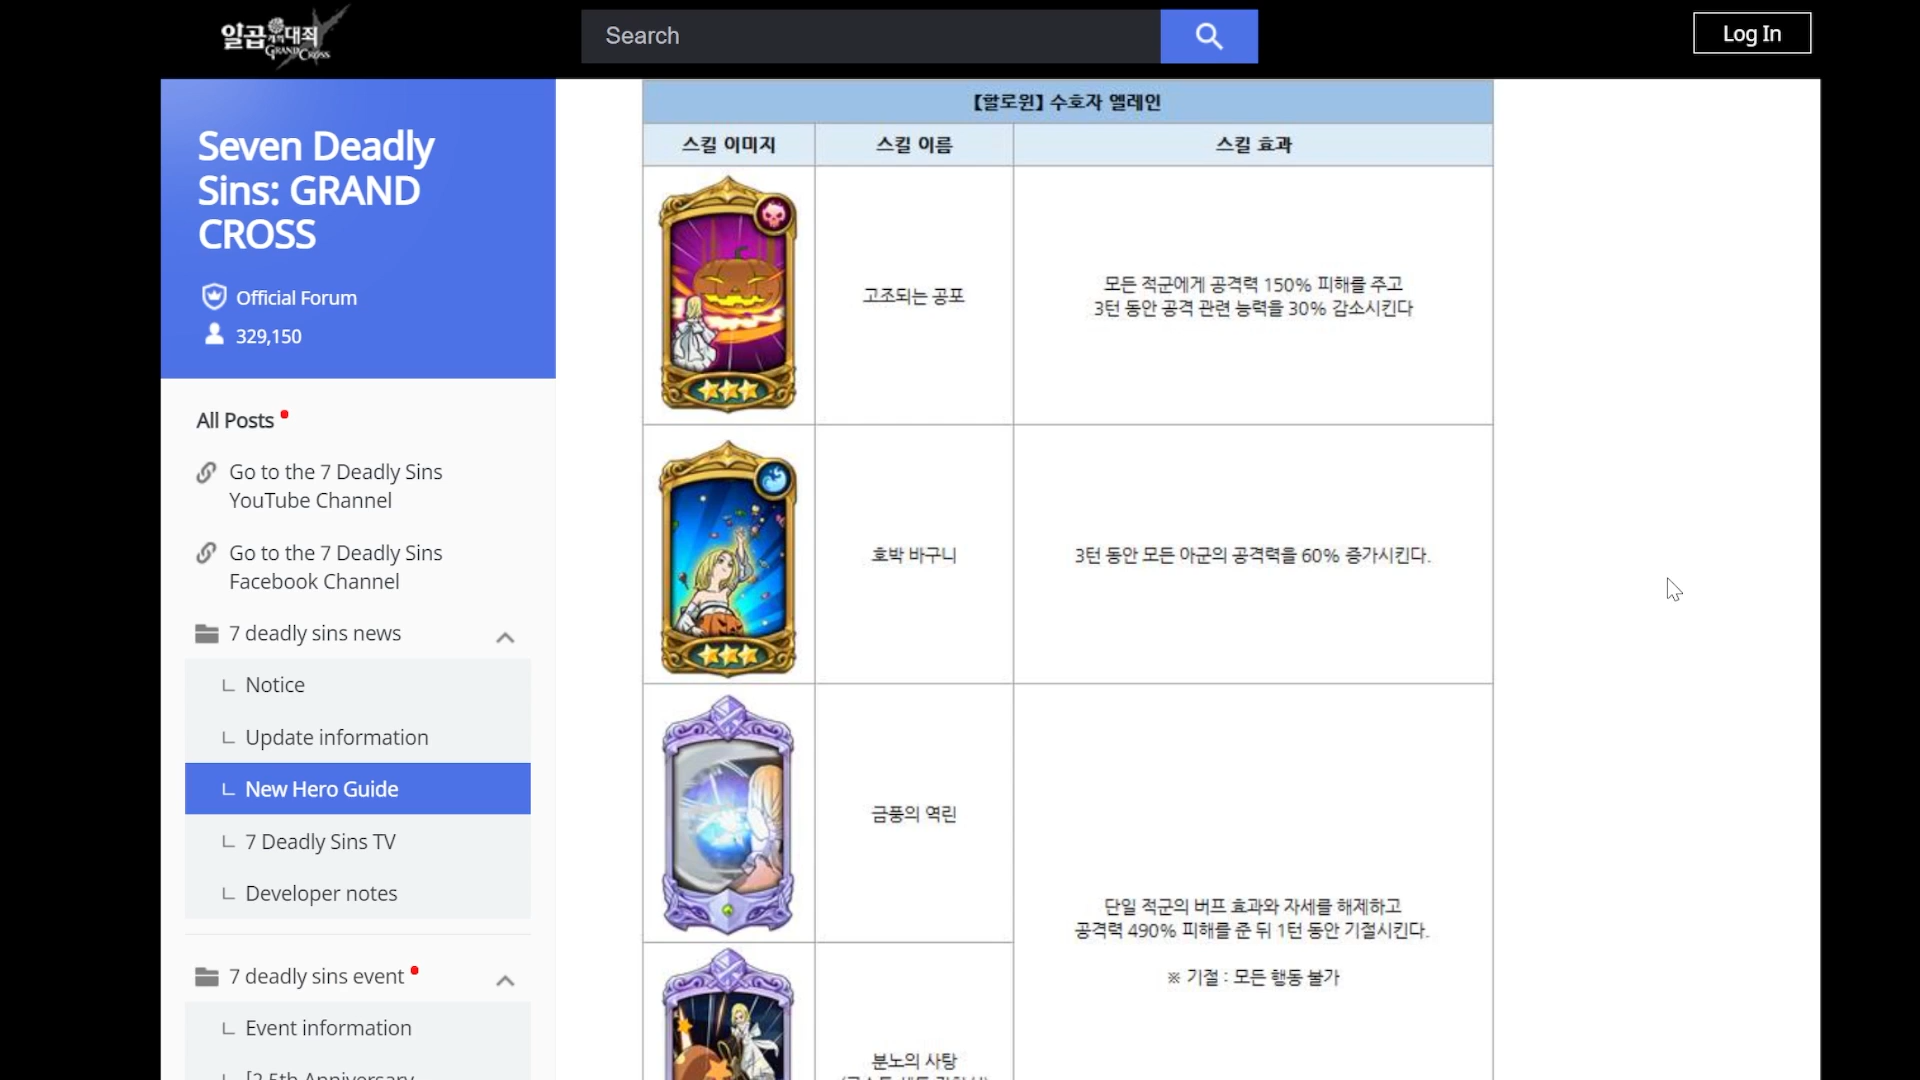 일곱개의대죄
GRAND CROSS
Search
Log In
Seven Deadly
Sins: GRAND
CROSS
Official Forum
329,150
All Posts
Go to the 7 Deadly Sins
YouTube Channel
Go to the 7 Deadly Sins
Facebook Channel
7 deadly sins news
Notice
Update information
New Hero Guide
7 Deadly Sins TV
Developer notes
7 deadly sins event
Event information
[2.5th Anniversary
【할로윈】 수호자 엘레인
스킬 이미지 스킬 이름 스킬 효과
고조되는 공포
모든 적군에게 공격력 150% 피해를 주고
3턴 동안 공격 관련 능력을 30% 감소시킨다
호박 바구니
3턴 동안 모든 아군의 공격력을 60% 증가시킨다.
금풍의 역린
단일 적군의 버프 효과와 자세를 해제하고
공격력 490% 피해를 준 뒤 1턴 동안 기절시킨다.
※ 기절 : 모든 행동 불가
분노의 사탕